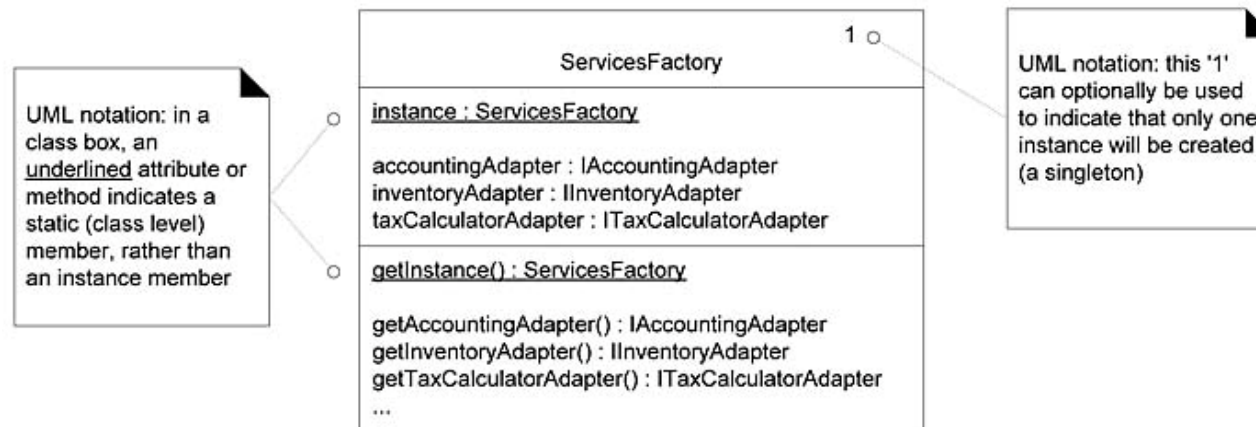 UML notation: in a
class box, an
underlined attribute or
method indicates a
static (class level)
member, rather than
an instance member
1
ServicesFactory
instance : ServicesFactory
accountingAdapter : IAccountingAdapter
inventoryAdapter : IInventoryAdapter
taxCalculatorAdapter : ITaxCalculatorAdapter
getInstance() : ServicesFactory
getAccountingAdapter() : IAccountingAdapter
getInventoryAdapter() : IInventoryAdapter
getTaxCalculatorAdapter() : ITaxCalculatorAdapter
...
UML notation: this '1'
can optionally be used
to indicate that only one
instance will be created
(a singleton)